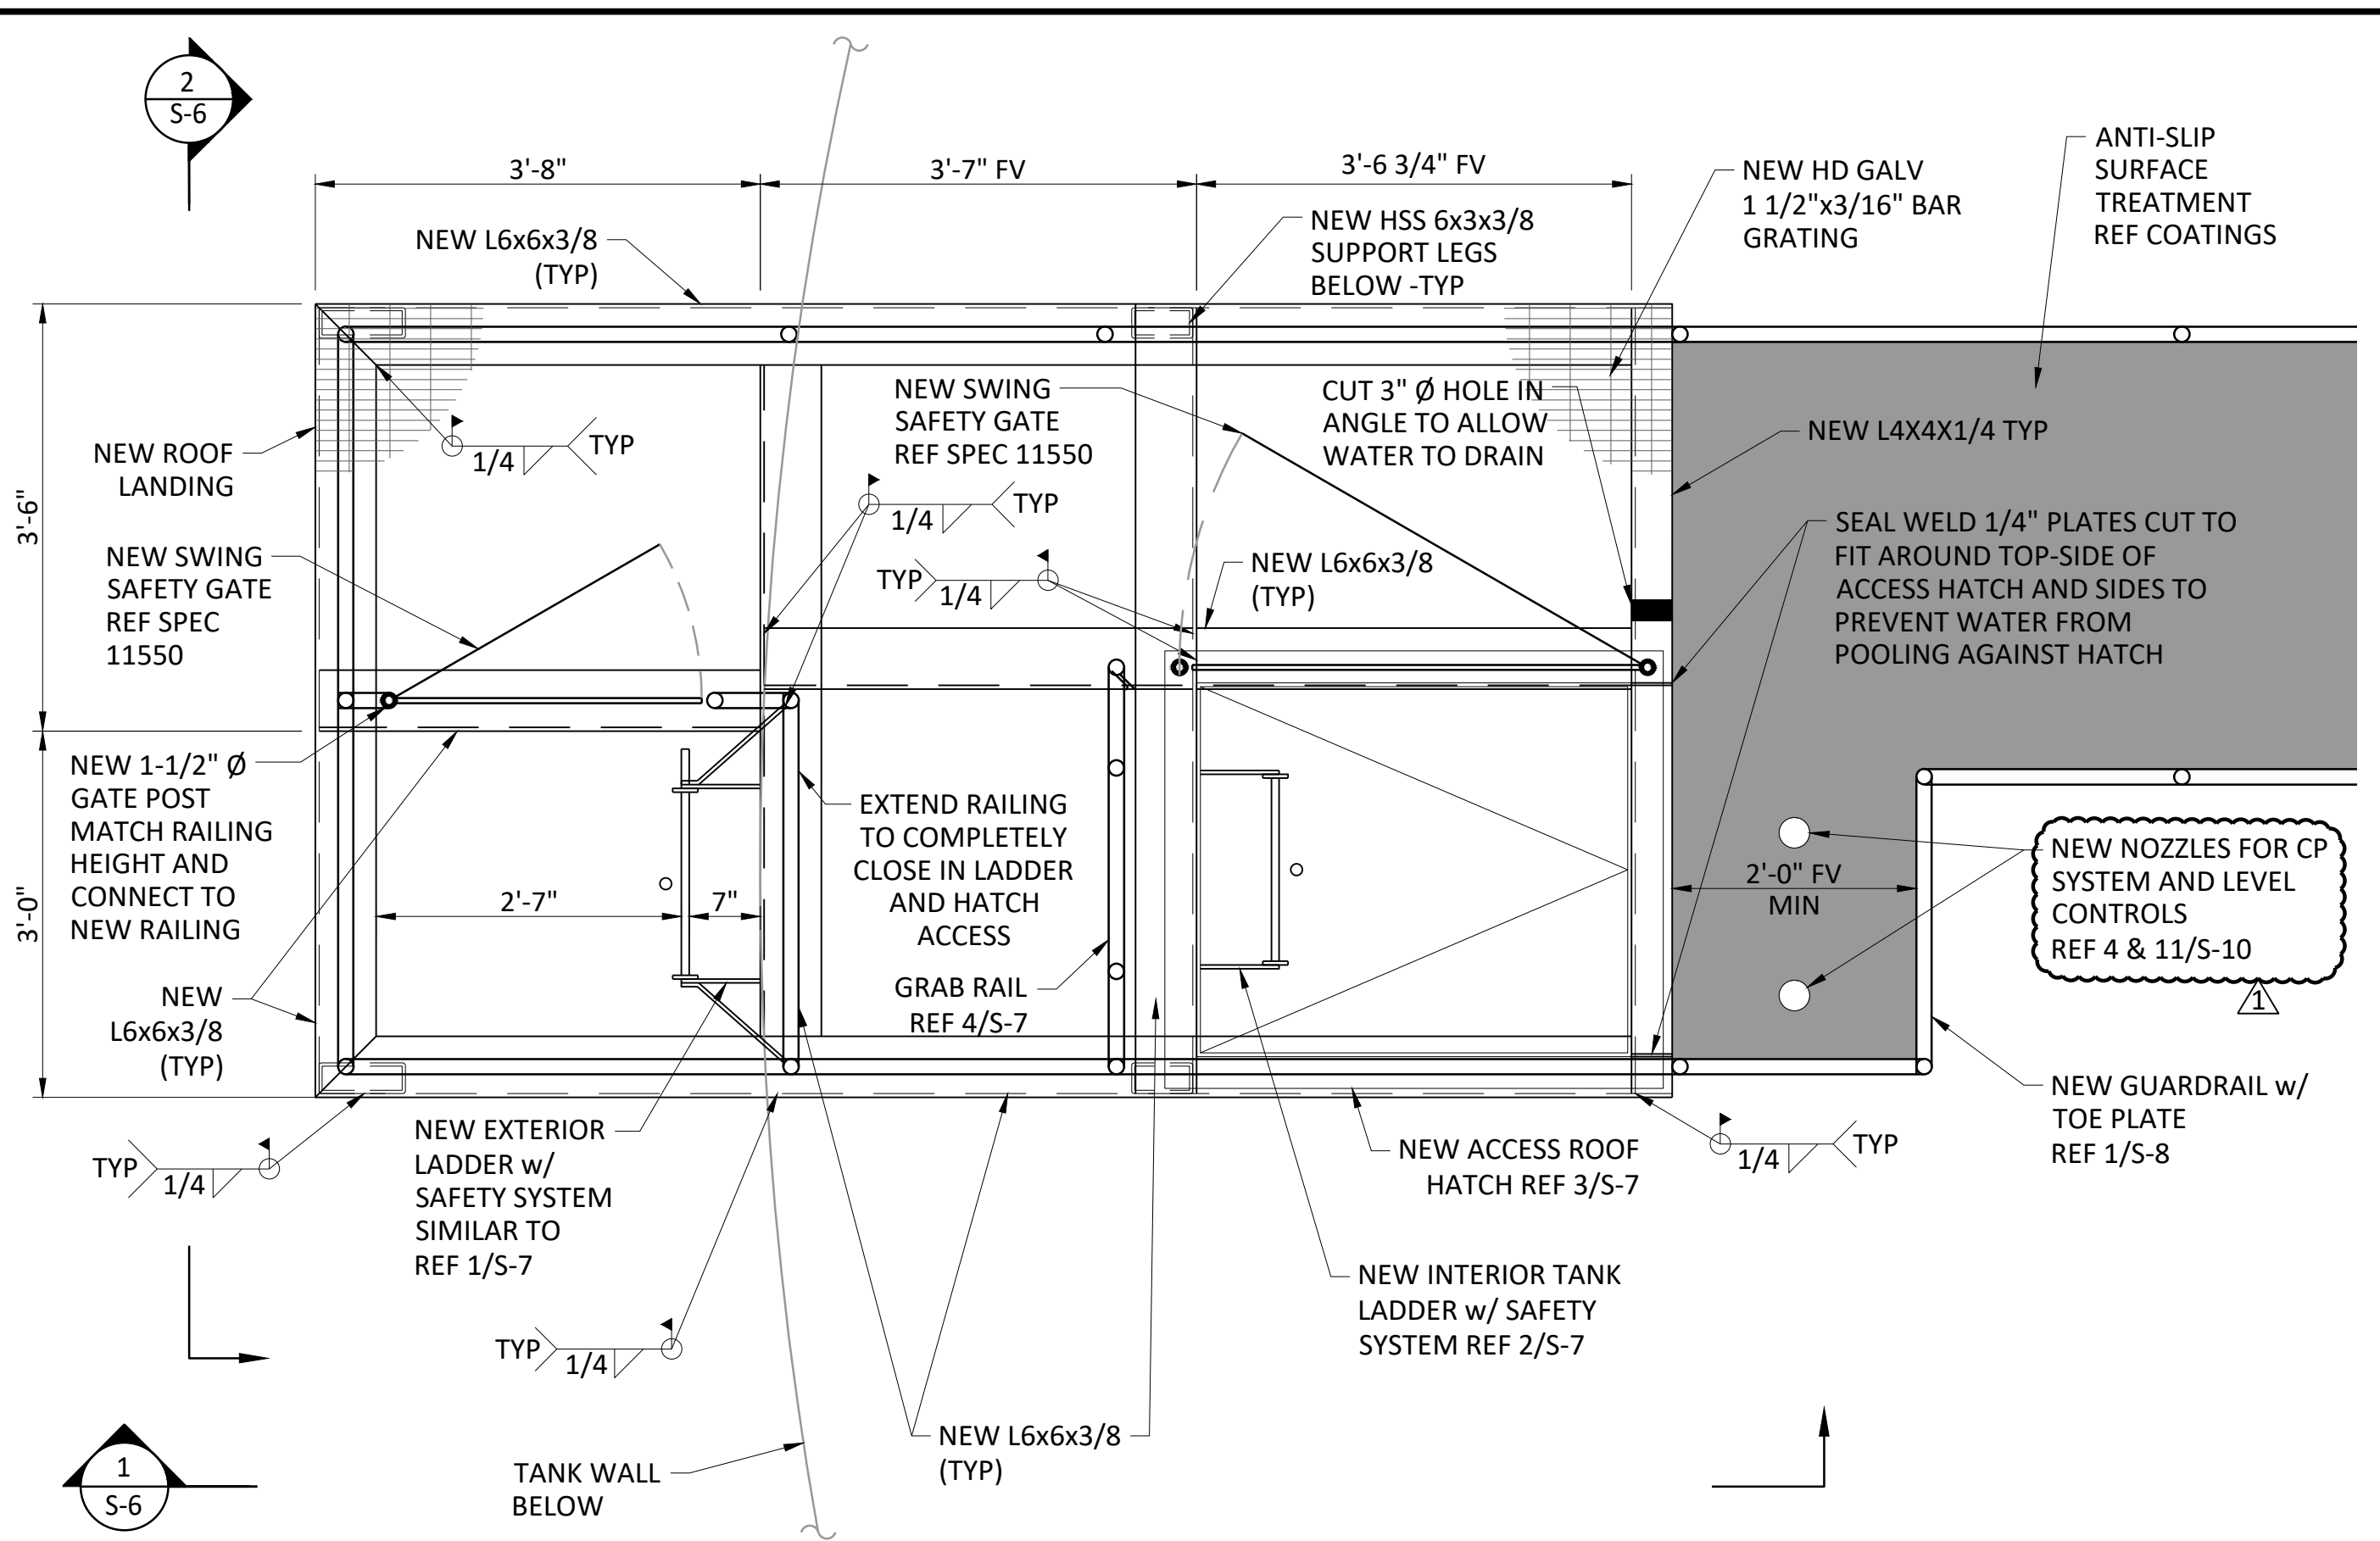 2
S-6
3'-8"
3'-7" FV
3'-6 3/4" FV
NEW L6x6x3/8
(TYP)
NEW HSS 6x3x3/8
SUPPORT LEGS
BELOW -TYP
NEW HD GALV
1 1/2"x3/16" BAR
GRATING
ANTI-SLIP
SURFACE
TREATMENT
REF COATINGS
NEW ROOF
LANDING
1/4
TYP
NEW SWING
SAFETY GATE
REF SPEC 11550
CUT 3" Ø HOLE IN
ANGLE TO ALLOW
WATER TO DRAIN
NEW L4X4X1/4 TYP
3'-6"
NEW SWING
SAFETY GATE
REF SPEC
11550
1/4
TYP
TYP
1/4
NEW L6x6x3/8
(TYP)
SEAL WELD 1/4" PLATES CUT TO
FIT AROUND TOP-SIDE OF
ACCESS HATCH AND SIDES TO
PREVENT WATER FROM
POOLING AGAINST HATCH
NEW 1-1/2" Ø
GATE POST
MATCH RAILING
HEIGHT AND
CONNECT TO
NEW RAILING
3'-0"
2'-7"
7"
EXTEND RAILING
TO COMPLETELY
CLOSE IN LADDER
AND HATCH
ACCESS
GRAB RAIL
REF 4/S-7
2'-0" FV
MIN
NEW NOZZLES FOR CP
SYSTEM AND LEVEL
CONTROLS
REF 4 & 11/S-10
1
NEW
L6x6x3/8
(TYP)
TYP
1/4
NEW EXTERIOR
LADDER w/
SAFETY SYSTEM
SIMILAR TO
REF 1/S-7
NEW ACCESS ROOF
HATCH REF 3/S-7
1/4
TYP
NEW GUARDRAIL w/
TOE PLATE
REF 1/S-8
TYP
1/4
NEW INTERIOR TANK
LADDER w/ SAFETY
SYSTEM REF 2/S-7
NEW L6x6x3/8
(TYP)
TANK WALL
BELOW
1
S-6